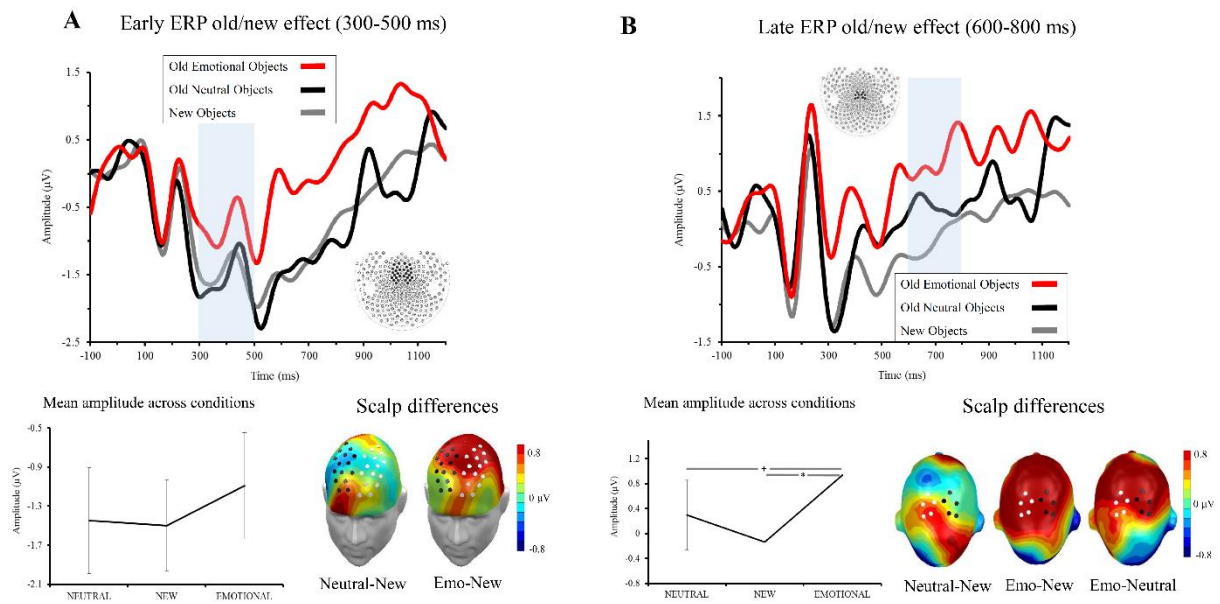 A
Early ERP old/new effect (300-500 ms)
Old Emotional Objects
Old Neutral Objects
New Objects
1.5
0.5
-0.5
-1.5
-2.5
Amplitude (µV)
-100 100 300 500 700 900 1100
Time (ms)
Mean amplitude across conditions
-0.5
-0.9
-1.3
-1.7
-2.1
Amplitude (µV)
NEUTRAL NEW EMOTIONAL
Scalp differences
0.8
0 µV
-0.8
Neutral-New Emo-New
B
Late ERP old/new effect (600-800 ms)
1.5
0.5
-0.5
-1.5
Amplitude (µV)
Old Emotional Objects
Old Neutral Objects
New Objects
-100 100 300 500 700 900 1100
Time (ms)
Mean amplitude across conditions
1.2
0.8
0.4
0
-0.4
-0.8
Amplitude (µV)
+
*
NEUTRAL NEW EMOTIONAL
Scalp differences
0.8
0 µV
-0.8
Neutral-New Emo-New Emo-Neutral